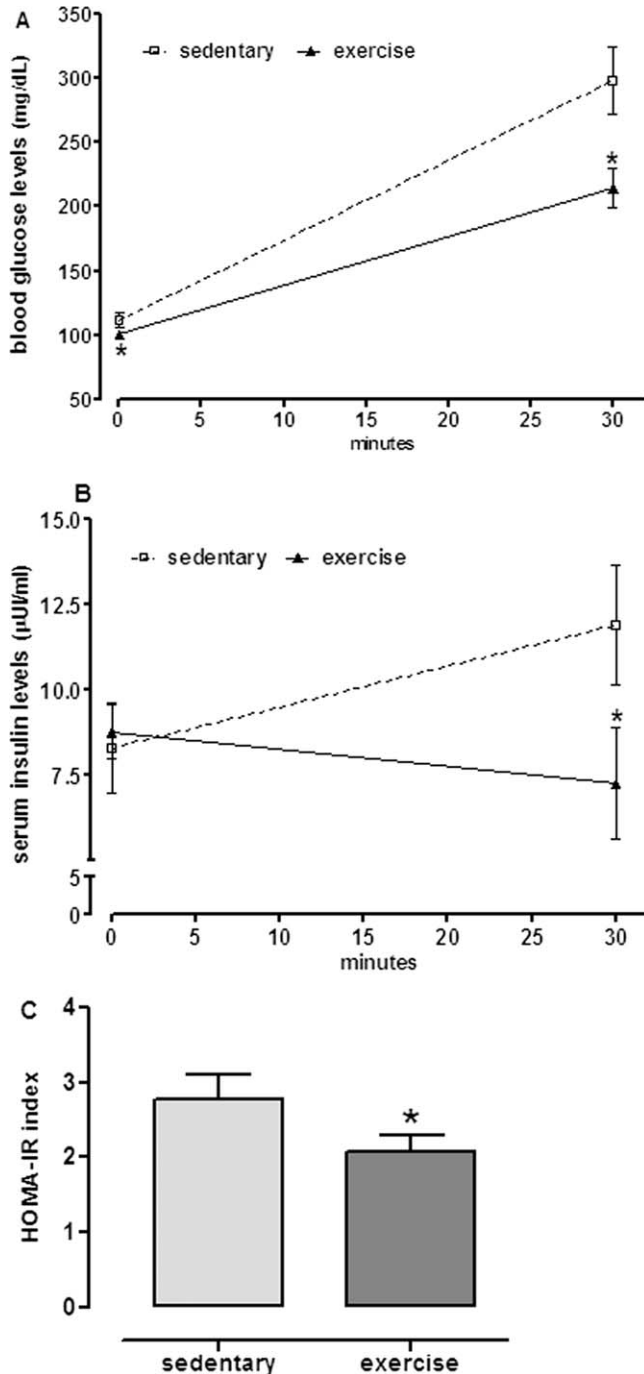 A
blood glucose levels (mg/dL)
350
300
250
200
150
100
50
sedentary exercise
*
*
0 5 10 15 20 25 30
minutes
B
serum insulin levels (µUI/ml)
15.0
12.5
10.0
7.5
5
0
sedentary exercise
*
0 5 10 15 20 25 30
minutes
C
HOMA-IR index
4
3
2
1
0
*
sedentary exercise